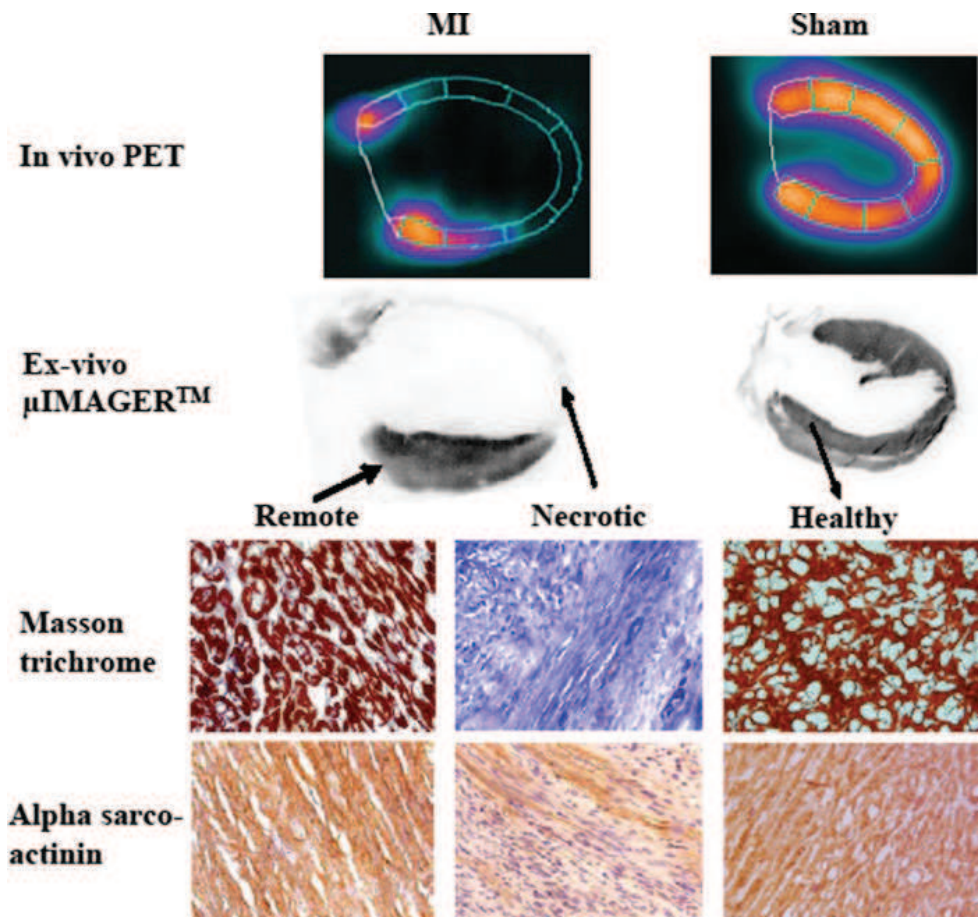 MI Sham
In vivo PET
Ex-vivo
µIMAGER™
Remote Necrotic Healthy
Masson
trichrome
Alpha sarco-
actinin